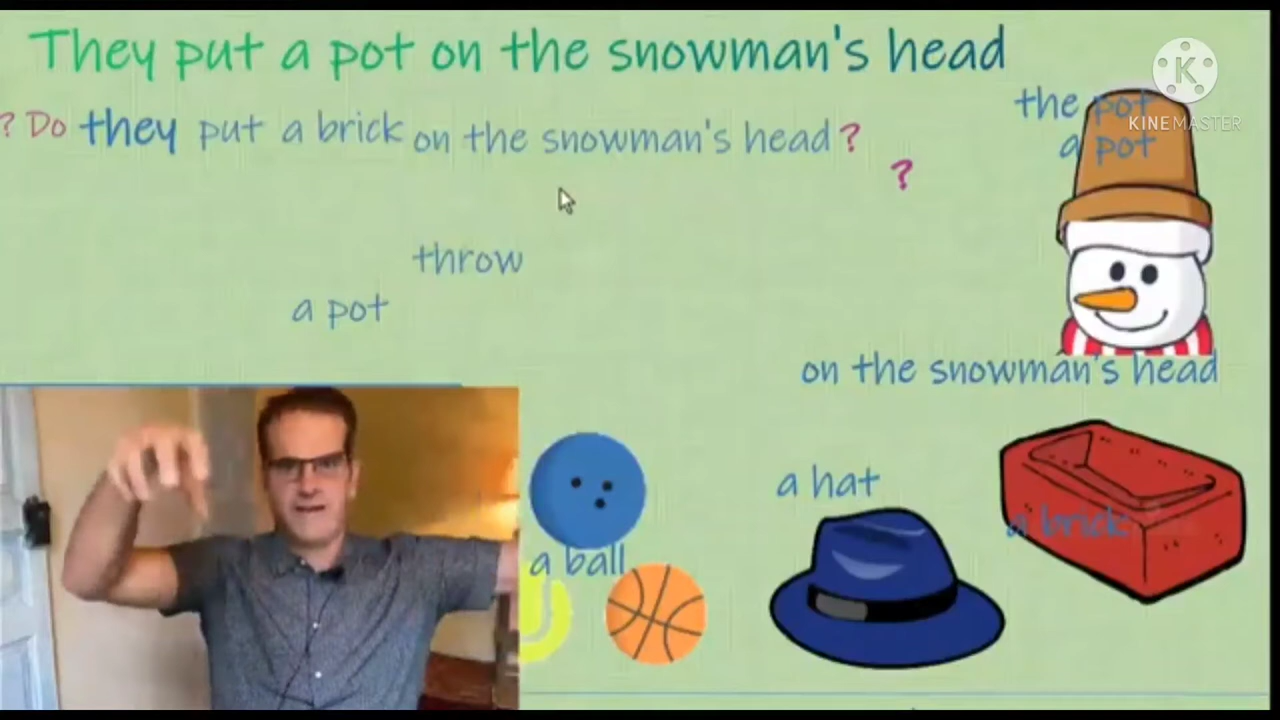 They put a pot on the snowman's head
? Do they put a brick on the snowman's head ?
?
the pot
a pot
KINEMASTER
throw
a pot
on the snowman's head
a hat
a brick
a ball